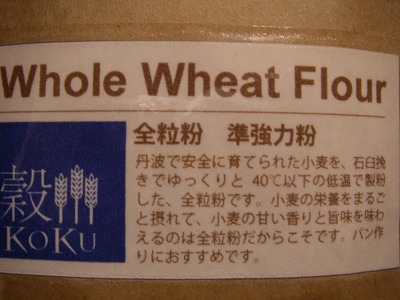 Whole Wheat Flour
全粒粉　準強力粉
丹波で安全に育てられた小麦を、石臼挽
きでゆっくりと 40℃以下の低温で製粉
した、全粒粉です。小麦の栄養をまるご
と摂れて、小麦の甘い香りと旨味を味わ
えるのは全粒粉だからこそです。パン作
りにおすすめです。
穀
KOKU